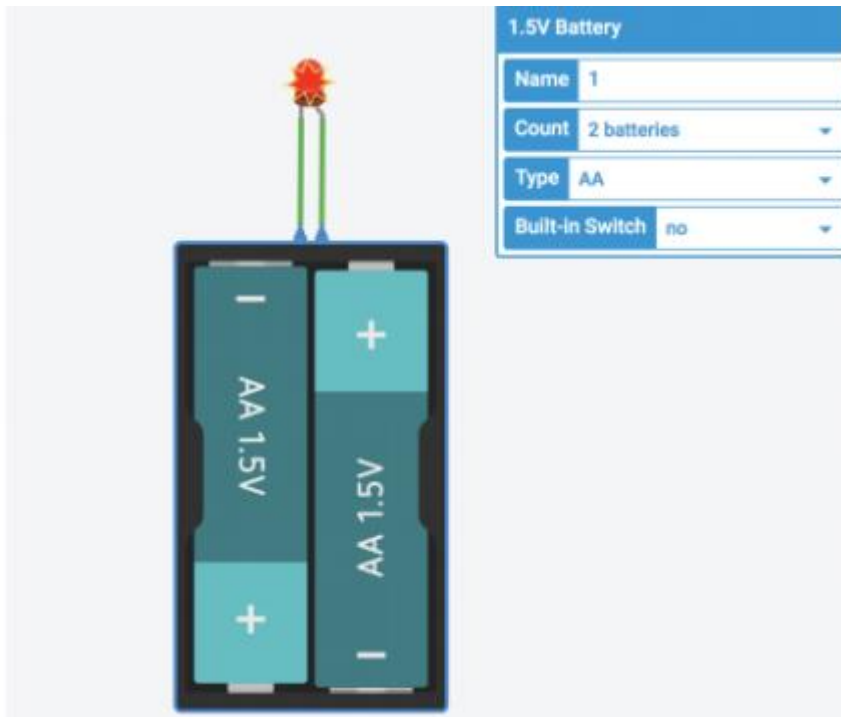 1.5V Battery
Name 1
Count 2 batteries
Type AA
Built-in Switch no
− +
AA 1.5V
AA 1.5V
+ −